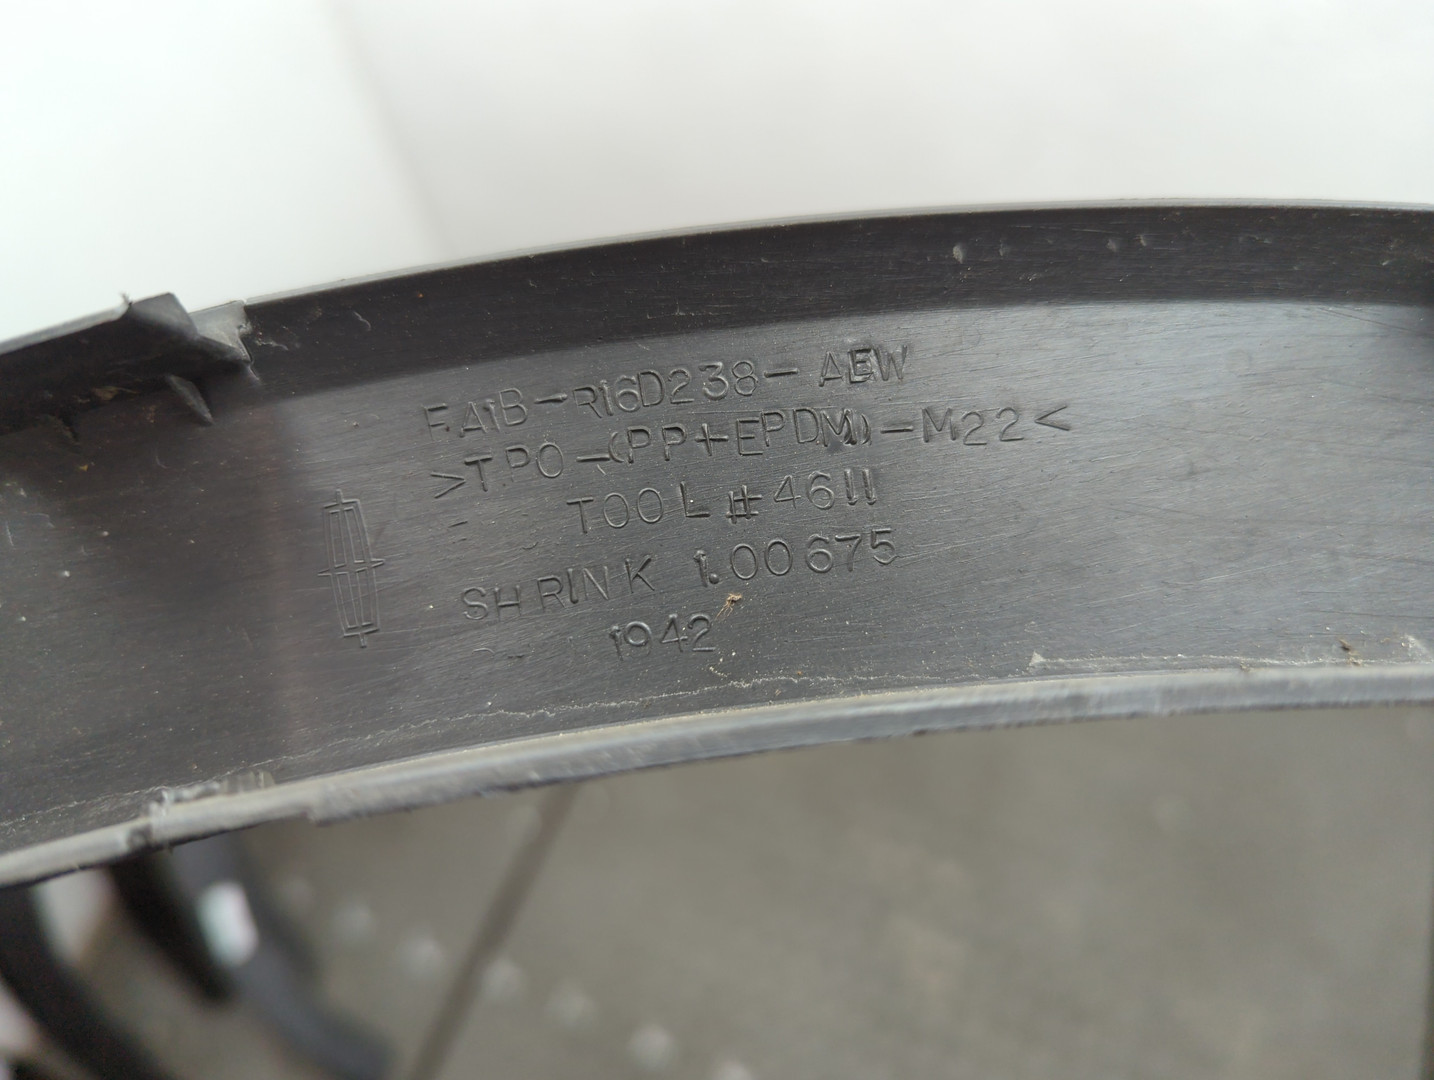 FA1B-R16D238-AEW
>TPO-(PP+EPDM)-M22<
TOOL #4611
SHRINK 1.00675
1942